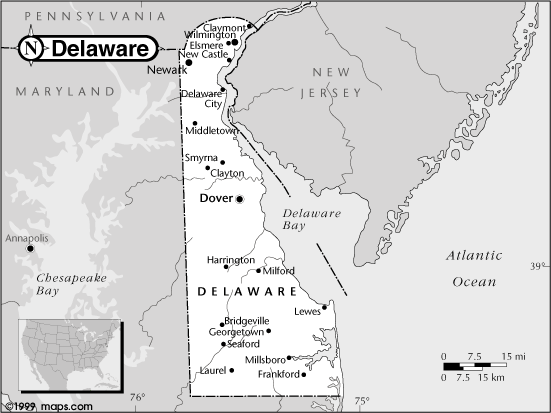 PENNSYLVANIA
N Delaware
Claymont
Wilmington
Elsmere
New Castle
Newark
MARYLAND
NEW
JERSEY
Delaware
City
Middletown
Smyrna
Clayton
Dover
Delaware
Bay
Annapolis
Chesapeake
Bay
Harrington
Milford
Atlantic
Ocean
39°
DELAWARE
Lewes
Bridgeville
Georgetown
Seaford
Millsboro
Laurel
Frankford
0 7.5 15 mi
0 7.5 15 km
©1999 maps.com
76°
75°